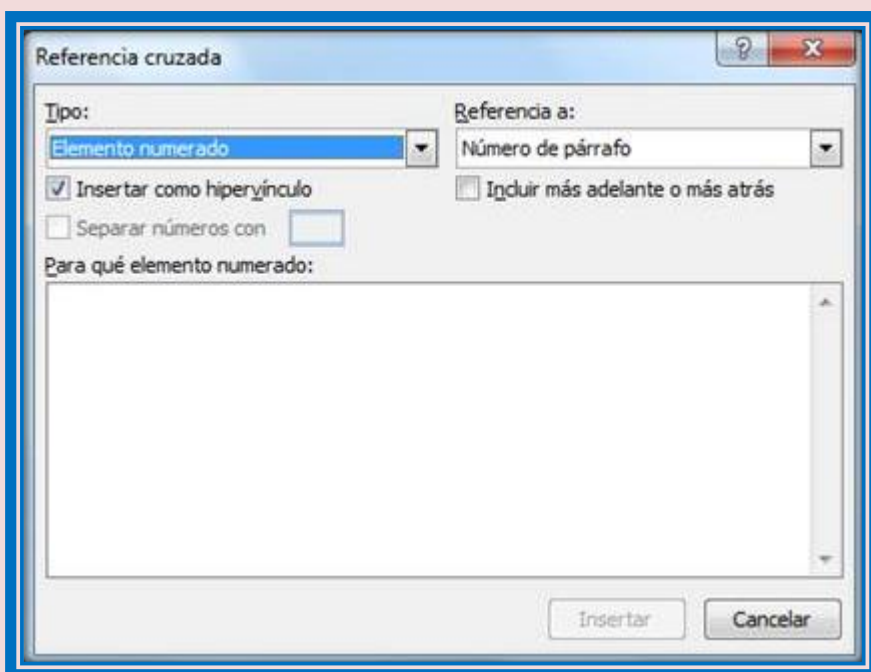 Referencia cruzada
Tipo:
Referencia a:
Elemento numerado
Número de párrafo
Insertar como hipervínculo
Incluir más adelante o más atrás
Separar números con
Para qué elemento numerado:
Insertar
Cancelar